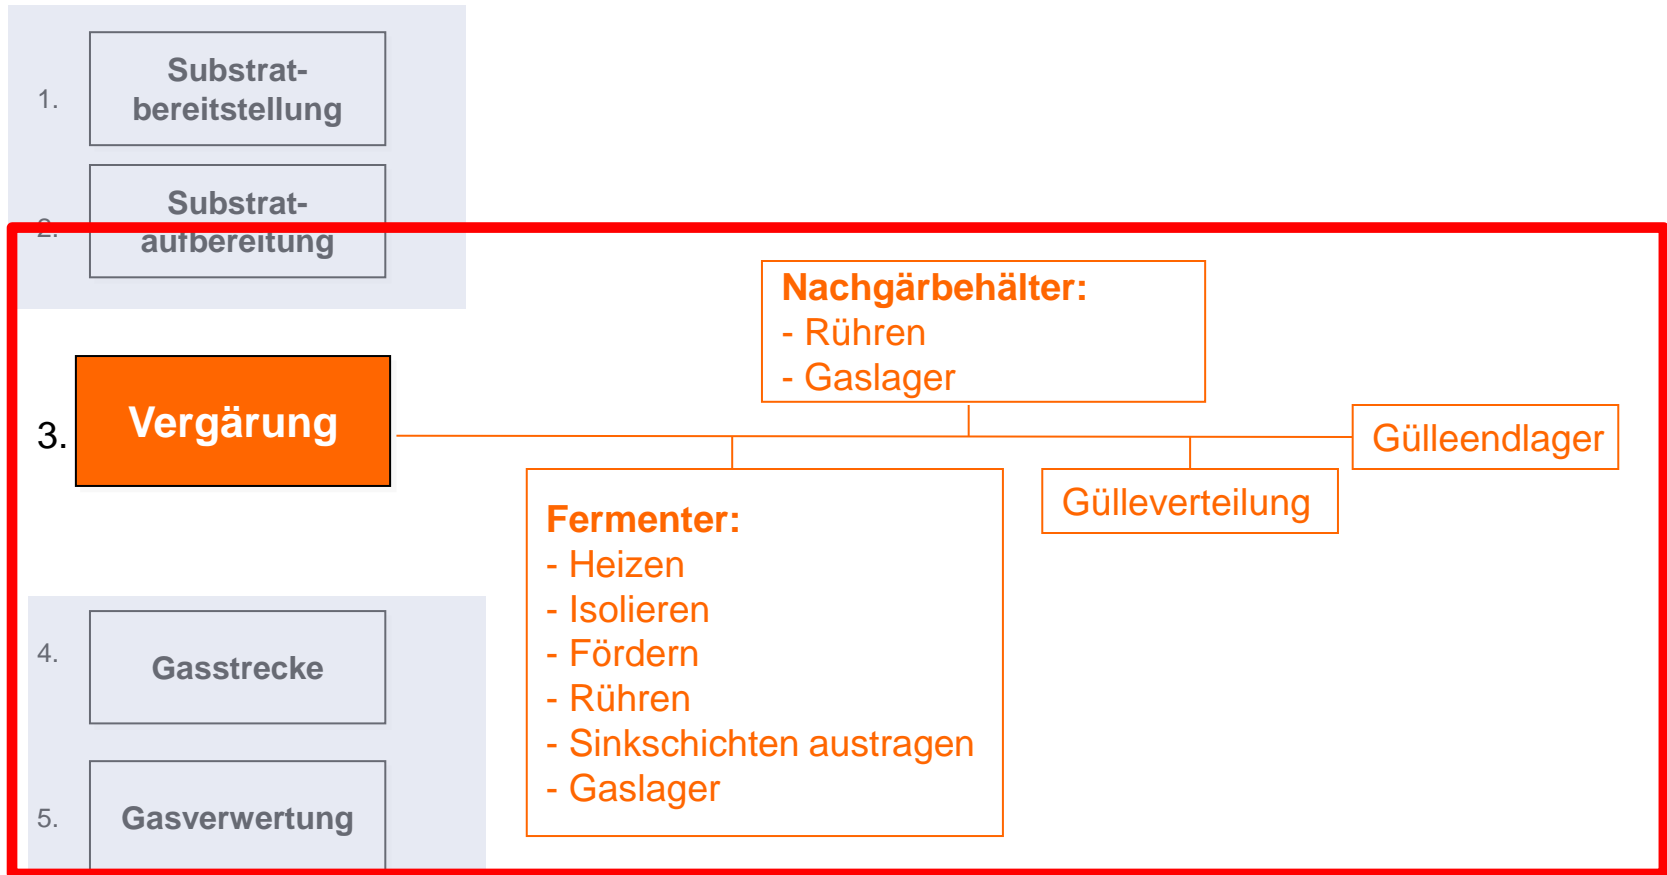 1.
Substrat-
bereitstellung
2.
Substrat-
aufbereitung
3.
Vergärung
Nachgärbehälter:
- Rühren
- Gaslager
Gülleendlager
Gülleverteilung
Fermenter:
- Heizen
- Isolieren
- Fördern
- Rühren
- Sinkschichten austragen
- Gaslager
4.
Gasstrecke
5.
Gasverwertung